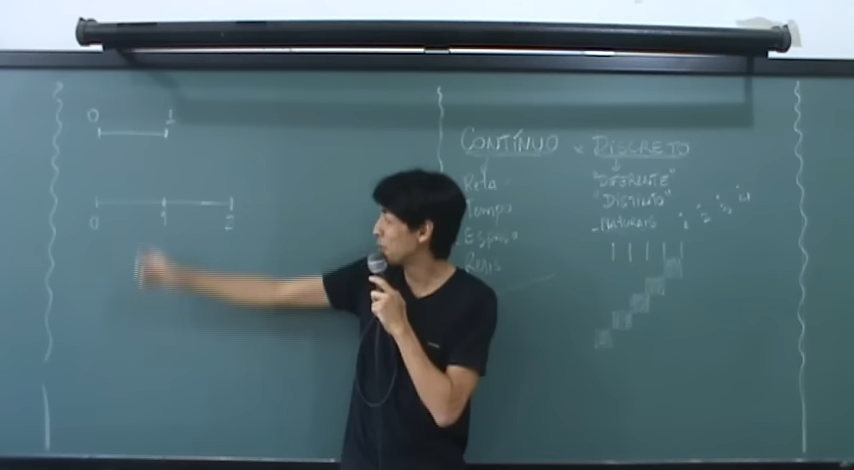 0 1
0 1 2
CONTÍNUO x DISCRETO
Reta
Tempo
Espaço
Reais
"DIFERENTE"
"DISTINTO"
- NATURAIS